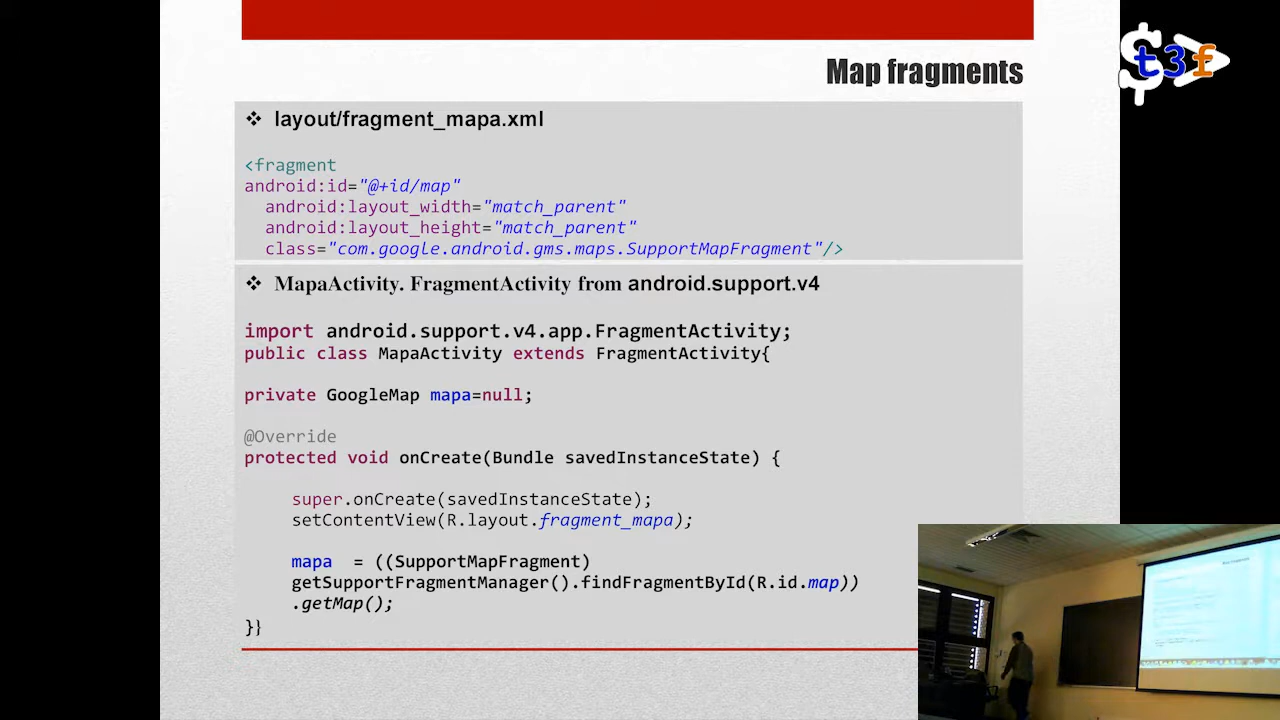 Map fragments
$t3f
❖ layout/fragment_mapa.xml
<fragment
android:id="@+id/map"
android:layout_width="match_parent"
android:layout_height="match_parent"
class="com.google.android.gms.maps.SupportMapFragment"/>
❖ MapaActivity. FragmentActivity from android.support.v4
import android.support.v4.app.FragmentActivity;
public class MapaActivity extends FragmentActivity{
private GoogleMap mapa=null;
@Override
protected void onCreate(Bundle savedInstanceState) {
super.onCreate(savedInstanceState);
setContentView(R.layout.fragment_mapa);
mapa = ((SupportMapFragment)
getSupportFragmentManager().findFragmentById(R.id.map))
.getMap();
}}